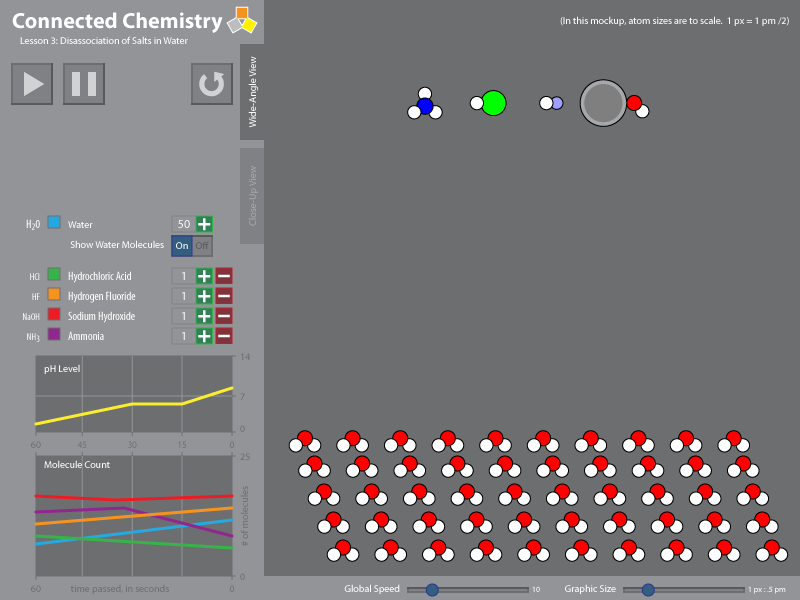 Connected Chemistry
Lesson 3: Disassociation of Salts in Water
(In this mockup, atom sizes are to scale. 1 px = 1 pm /2)
Wide-Angle View
Close-Up View
H20 Water 50
Show Water Molecules On Off
HCl Hydrochloric Acid 1
HF Hydrogen Fluoride 1
NaOH Sodium Hydroxide 1
NH3 Ammonia 1
pH Level
14
7
0
60 45 30 15 0
Molecule Count
25
# of molecules
0
60 time passed, in seconds 0
Global Speed 10 Graphic Size 1 px : .5 pm